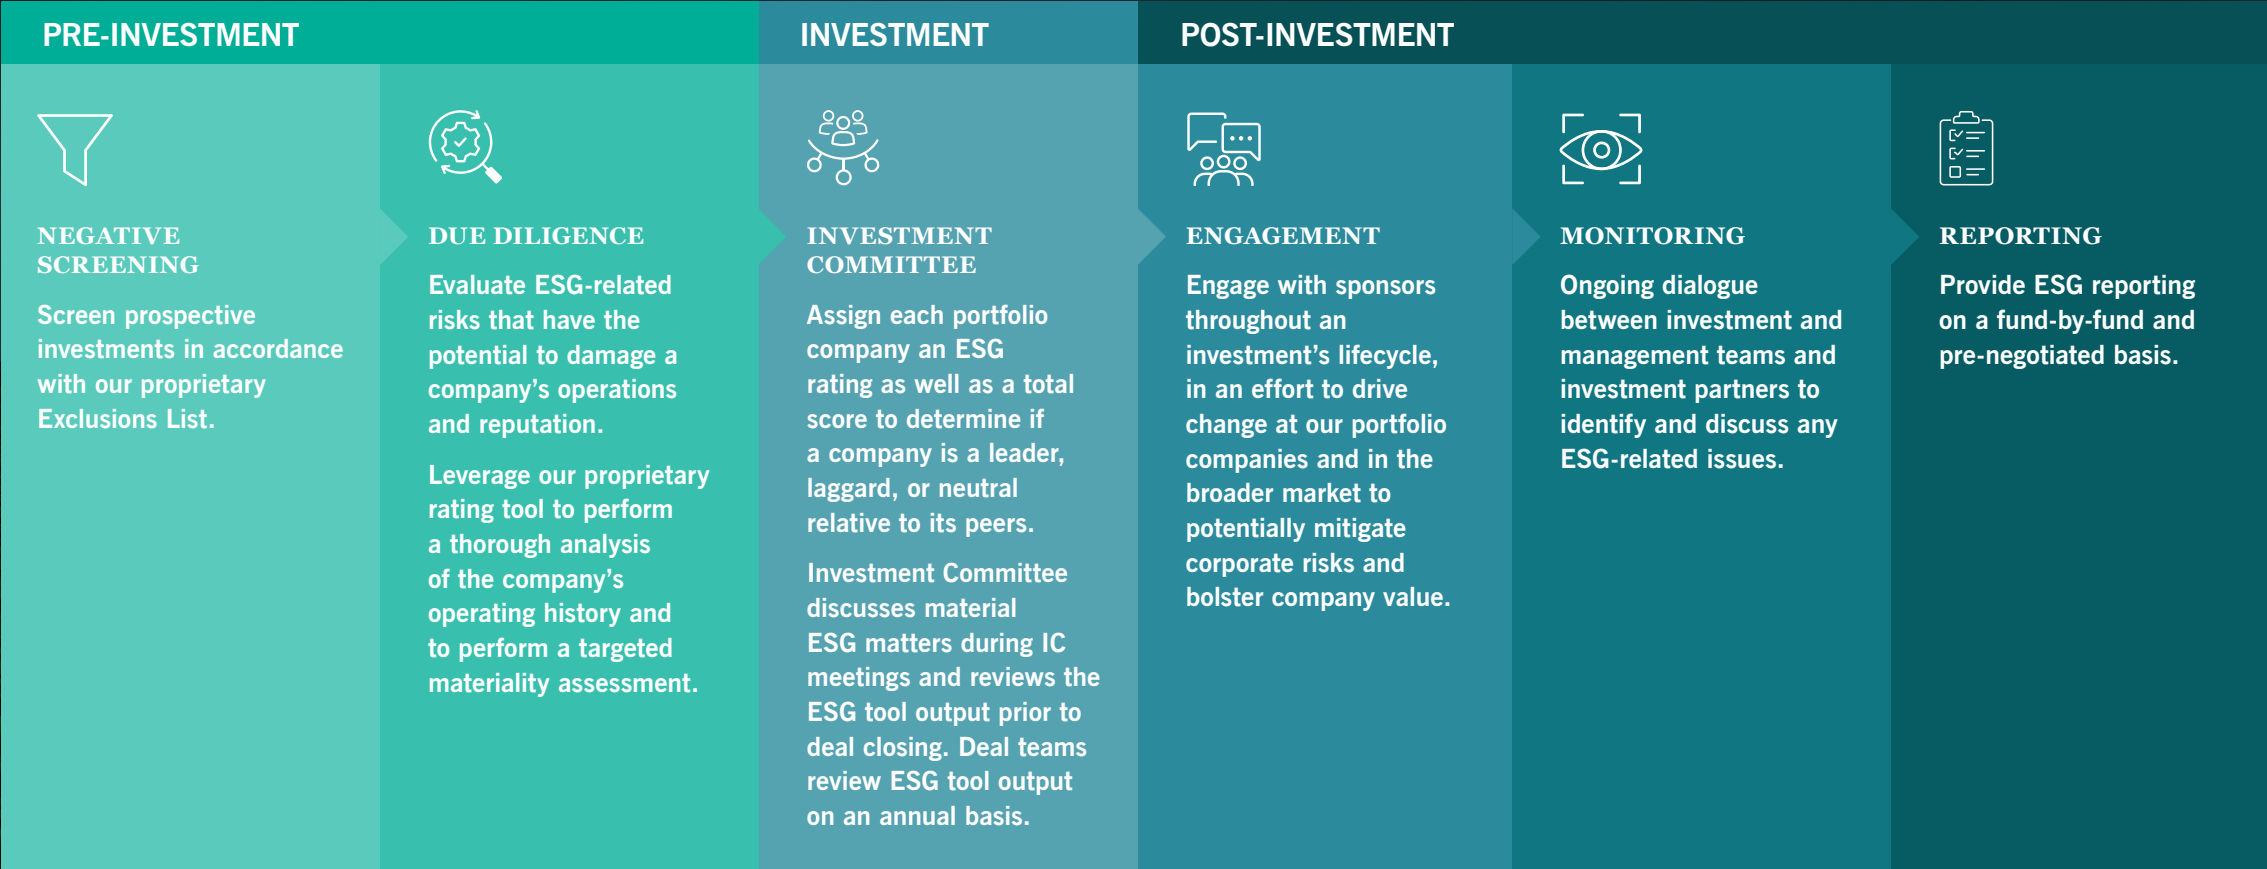 PRE-INVESTMENT
INVESTMENT
POST-INVESTMENT
NEGATIVE
SCREENING
Screen prospective
investments in accordance
with our proprietary
Exclusions List.
DUE DILIGENCE
Evaluate ESG-related
risks that have the
potential to damage a
company’s operations
and reputation.
Leverage our proprietary
rating tool to perform
a thorough analysis
of the company’s
operating history and
to perform a targeted
materiality assessment.
INVESTMENT
COMMITTEE
Assign each portfolio
company an ESG
rating as well as a total
score to determine if
a company is a leader,
laggard, or neutral
relative to its peers.
Investment Committee
discusses material
ESG matters during IC
meetings and reviews the
ESG tool output prior to
deal closing. Deal teams
review ESG tool output
on an annual basis.
ENGAGEMENT
Engage with sponsors
throughout an
investment’s lifecycle,
in an effort to drive
change at our portfolio
companies and in the
broader market to
potentially mitigate
corporate risks and
bolster company value.
MONITORING
Ongoing dialogue
between investment and
management teams and
investment partners to
identify and discuss any
ESG-related issues.
REPORTING
Provide ESG reporting
on a fund-by-fund and
pre-negotiated basis.